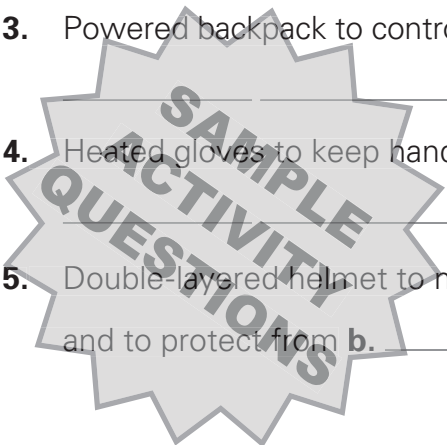 3. Powered backpack to contro
4. Heated gloves to keep hand
5. Double-layered helmet to
and to protect from b.
SAMPLE
ACTIVITY
QUESTIONS